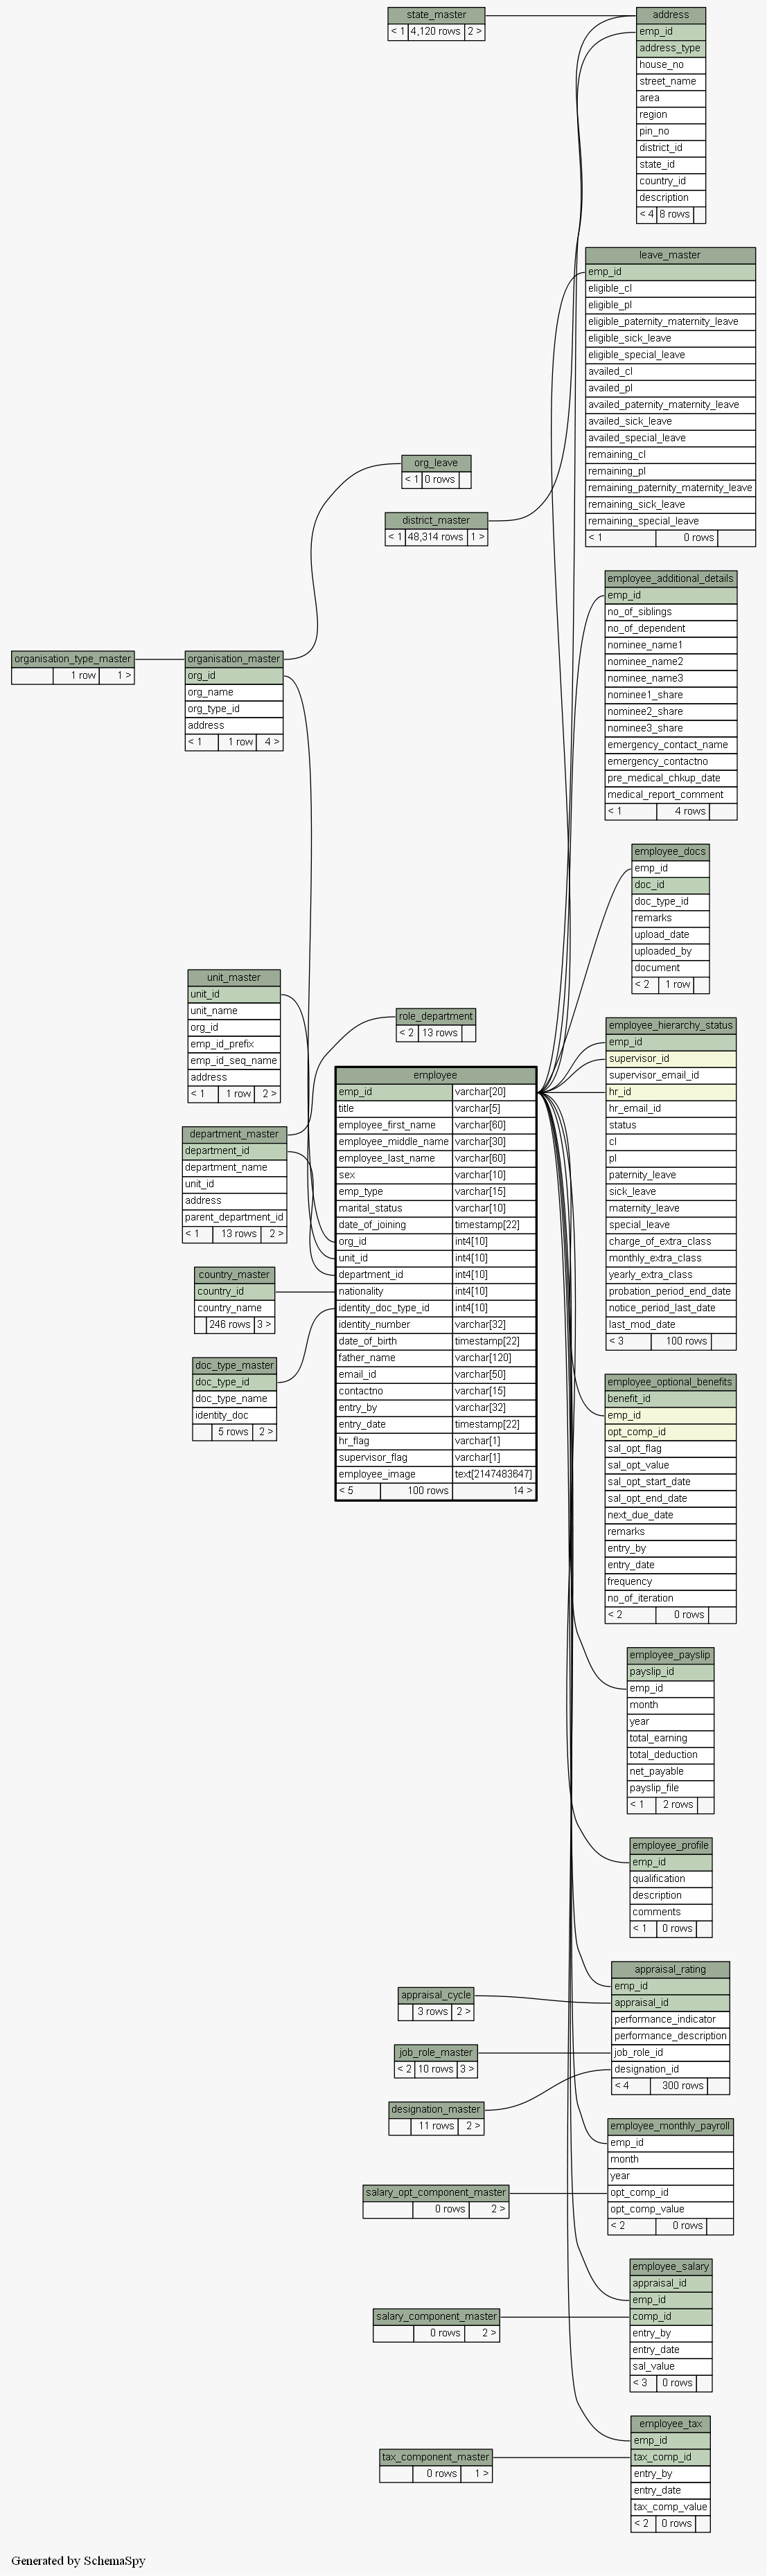 state_master
< 1 4,120 rows 2 >
address
emp_id
address_type
house_no
street_name
area
region
pin_no
district_id
state_id
country_id
description
< 4 8 rows
leave_master
emp_id
eligible_cl
eligible_pl
eligible_paternity_maternity_leave
eligible_sick_leave
eligible_special_leave
availed_cl
availed_pl
availed_paternity_maternity_leave
availed_sick_leave
availed_special_leave
remaining_cl
remaining_pl
remaining_paternity_maternity_leave
remaining_sick_leave
remaining_special_leave
< 1 0 rows
org_leave
< 1 0 rows
district_master
< 1 48,314 rows 1 >
employee_additional_details
emp_id
no_of_siblings
no_of_dependent
nominee_name1
nominee_name2
nominee_name3
nominee1_share
nominee2_share
nominee3_share
emergency_contact_name
emergency_contactno
pre_medical_chkup_date
medical_report_comment
< 1 4 rows
organisation_type_master
1 row 1 >
organisation_master
org_id
org_name
org_type_id
address
< 1 1 row 4 >
employee_docs
emp_id
doc_id
doc_type_id
remarks
upload_date
uploaded_by
document
< 2 1 row
unit_master
unit_id
unit_name
org_id
emp_id_prefix
emp_id_seq_name
address
< 1 1 row 2 >
role_department
< 2 13 rows
employee_hierarchy_status
emp_id
supervisor_id
supervisor_email_id
hr_id
hr_email_id
status
cl
pl
paternity_leave
sick_leave
maternity_leave
special_leave
charge_of_extra_class
monthly_extra_class
yearly_extra_class
probation_period_end_date
notice_period_last_date
last_mod_date
< 3 100 rows
employee
emp_id varchar[20]
title varchar[5]
employee_first_name varchar[60]
employee_middle_name varchar[30]
employee_last_name varchar[60]
sex varchar[10]
emp_type varchar[15]
marital_status varchar[10]
date_of_joining timestamp[22]
org_id int4[10]
unit_id int4[10]
department_id int4[10]
nationality int4[10]
identity_doc_type_id int4[10]
identity_number varchar[32]
date_of_birth timestamp[22]
father_name varchar[120]
email_id varchar[50]
contactno varchar[15]
entry_by varchar[32]
entry_date timestamp[22]
hr_flag varchar[1]
supervisor_flag varchar[1]
employee_image text[2147483647]
< 5 100 rows 14 >
department_master
department_id
department_name
unit_id
address
parent_department_id
< 1 13 rows 2 >
country_master
country_id
country_name
246 rows 3 >
doc_type_master
doc_type_id
doc_type_name
identity_doc
5 rows 2 >
employee_optional_benefits
benefit_id
emp_id
opt_comp_id
sal_opt_flag
sal_opt_value
sal_opt_start_date
sal_opt_end_date
next_due_date
remarks
entry_by
entry_date
frequency
no_of_iteration
< 2 0 rows
employee_payslip
payslip_id
emp_id
month
year
total_earning
total_deduction
net_payable
payslip_file
< 1 2 rows
employee_profile
emp_id
qualification
description
comments
< 1 0 rows
appraisal_rating
emp_id
appraisal_id
performance_indicator
performance_description
job_role_id
designation_id
< 4 300 rows
appraisal_cycle
3 rows 2 >
job_role_master
< 2 10 rows 3 >
designation_master
11 rows 2 >
employee_monthly_payroll
emp_id
month
year
opt_comp_id
opt_comp_value
< 2 0 rows
salary_opt_component_master
0 rows 2 >
employee_salary
appraisal_id
emp_id
comp_id
entry_by
entry_date
sal_value
< 3 0 rows
salary_component_master
0 rows 2 >
employee_tax
emp_id
tax_comp_id
entry_by
entry_date
tax_comp_value
< 2 0 rows
tax_component_master
0 rows 1 >
Generated by SchemaSpy